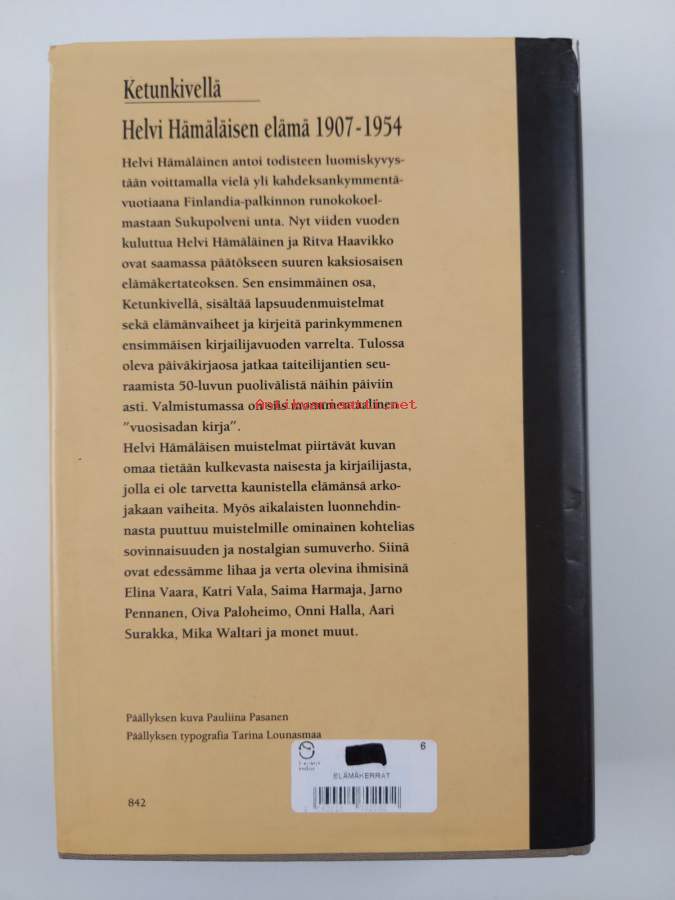 Ketunkivellä
Helvi Hämäläisen elämä 1907-1954
Helvi Hämäläinen antoi todisteen luomiskyvys-
tään voittamalla vielä yli kahdeksankymmentä-
vuotiaana Finlandia-palkinnon runokokoel-
mastaan Sukupolveni unta. Nyt viiden vuoden
kuluttua Helvi Hämäläinen ja Ritva Haavikko
ovat saamassa päätökseen suuren kaksiosaisen
elämäkertateoksen. Sen ensimmäinen osa,
Ketunkivellä, sisältää lapsuudenmuistelmat
sekä elämänvaiheet ja kirjeitä parinkymmenen
ensimmäisen kirjailijavuoden varrelta. Tulossa
oleva päiväkirjaosa jatkaa taiteilijantien seu-
raamista 50-luvun puolivälistä näihin päiviin
asti. Valmistumassa on siis monumentaalinen
Antikvariaatit.net
"vuosisadan kirja".
Helvi Hämäläisen muistelmat piirtävät kuvan
omaa tietään kulkevasta naisesta ja kirjailijasta,
jolla ei ole tarvetta kaunistella elämänsä arko-
jakaan vaiheita. Myös aikalaisten luonnehdin-
nasta puuttuu muistelmille ominainen kohtelias
sovinnaisuuden ja nostalgian sumuverho. Siinä
ovat edessämme lihaa ja verta olevina ihmisinä
Elina Vaara, Katri Vala, Saima Harmaja, Jarno
Pennanen, Oiva Paloheimo, Onni Halla, Aari
Surakka, Mika Waltari ja monet muut.
Päällyksen kuva Pauliina Pasanen
Päällyksen typografia Tarina Lounasmaa
6
ELÄMÄKERRAT
842